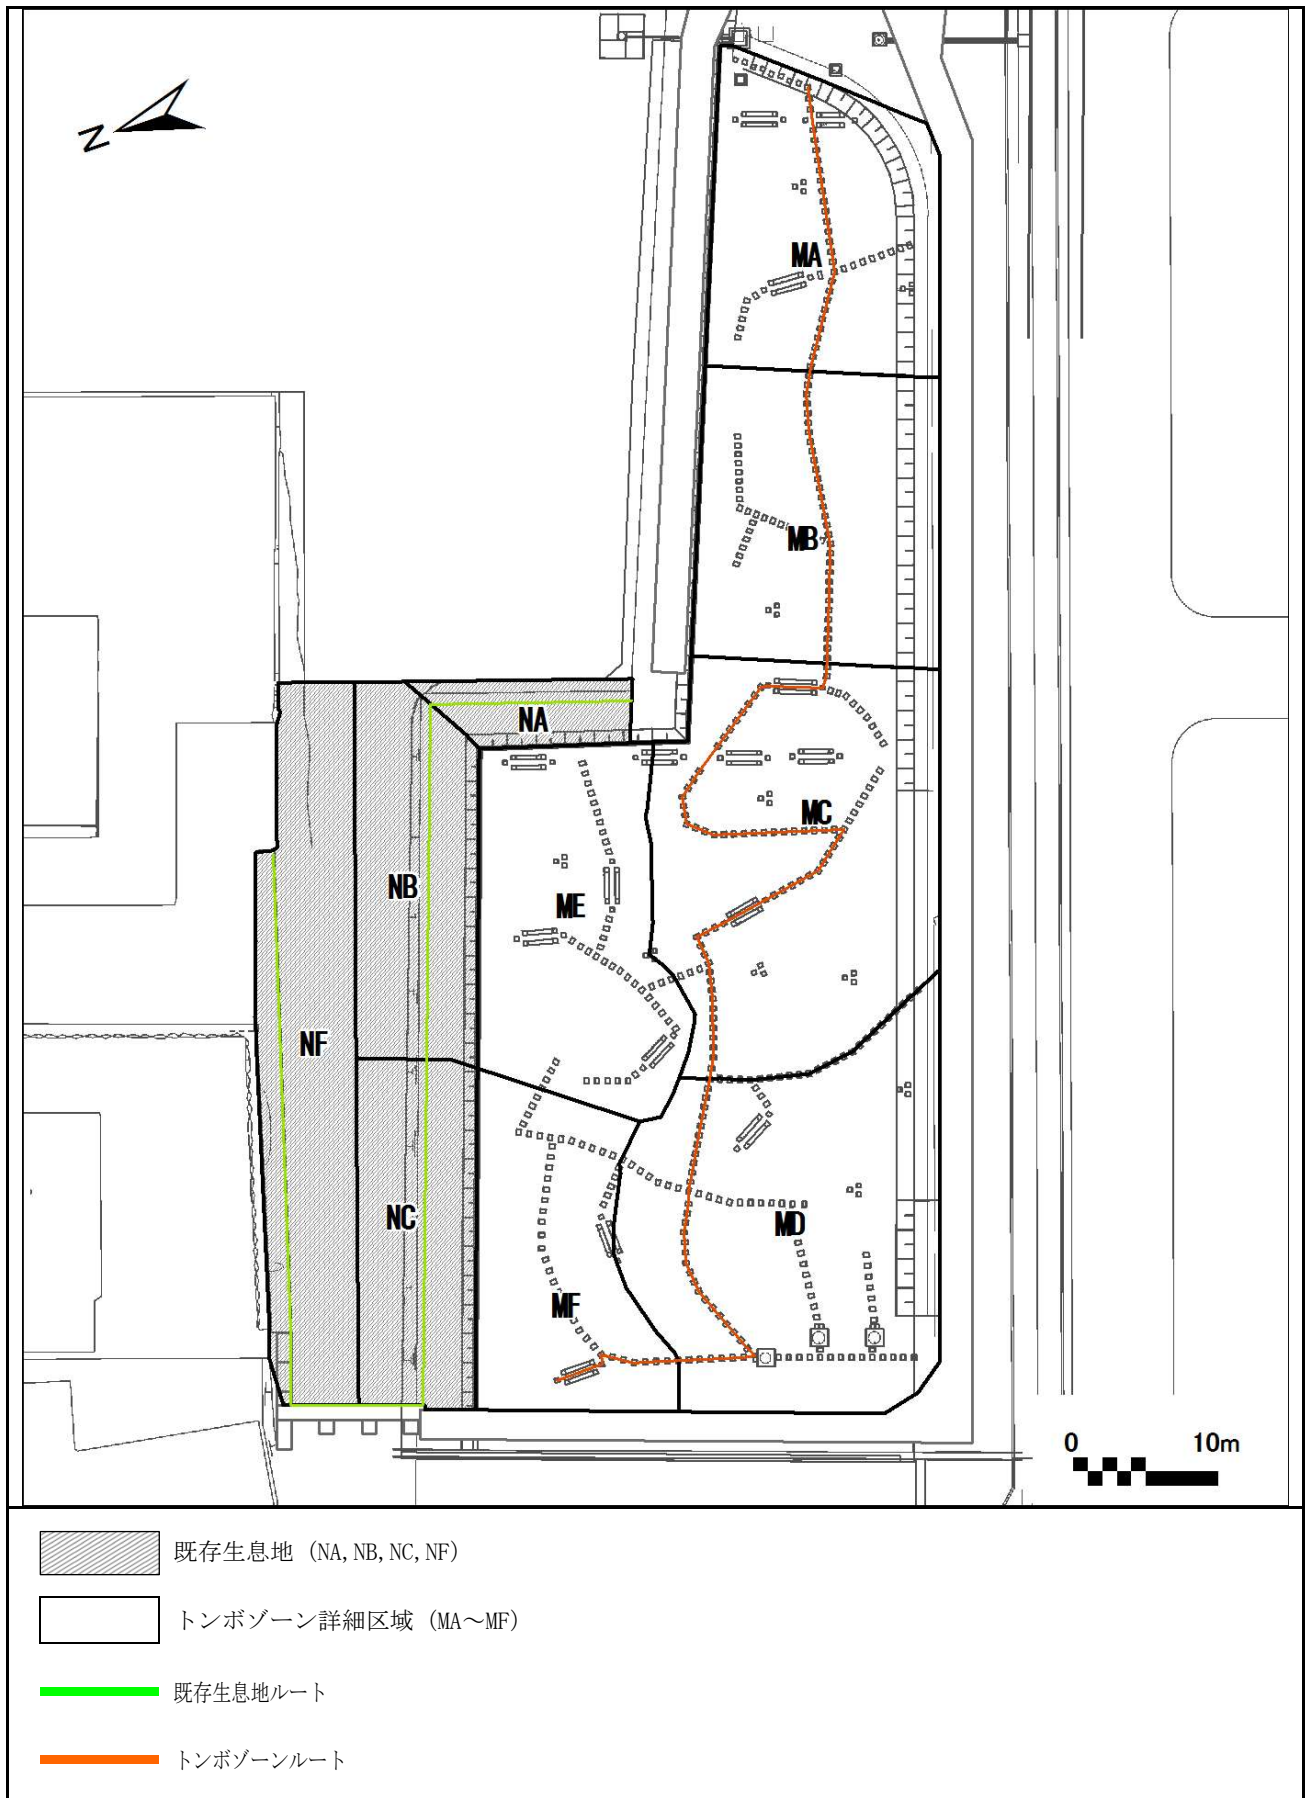 N
MA
MB
NA
MC
NB
ME
NF
NC
MD
MF
0 10m
既存生息地 (NA,NB,NC,NF)
トンボゾーン詳細区域 (MA～MF)
既存生息地ルート
トンボゾーンルート